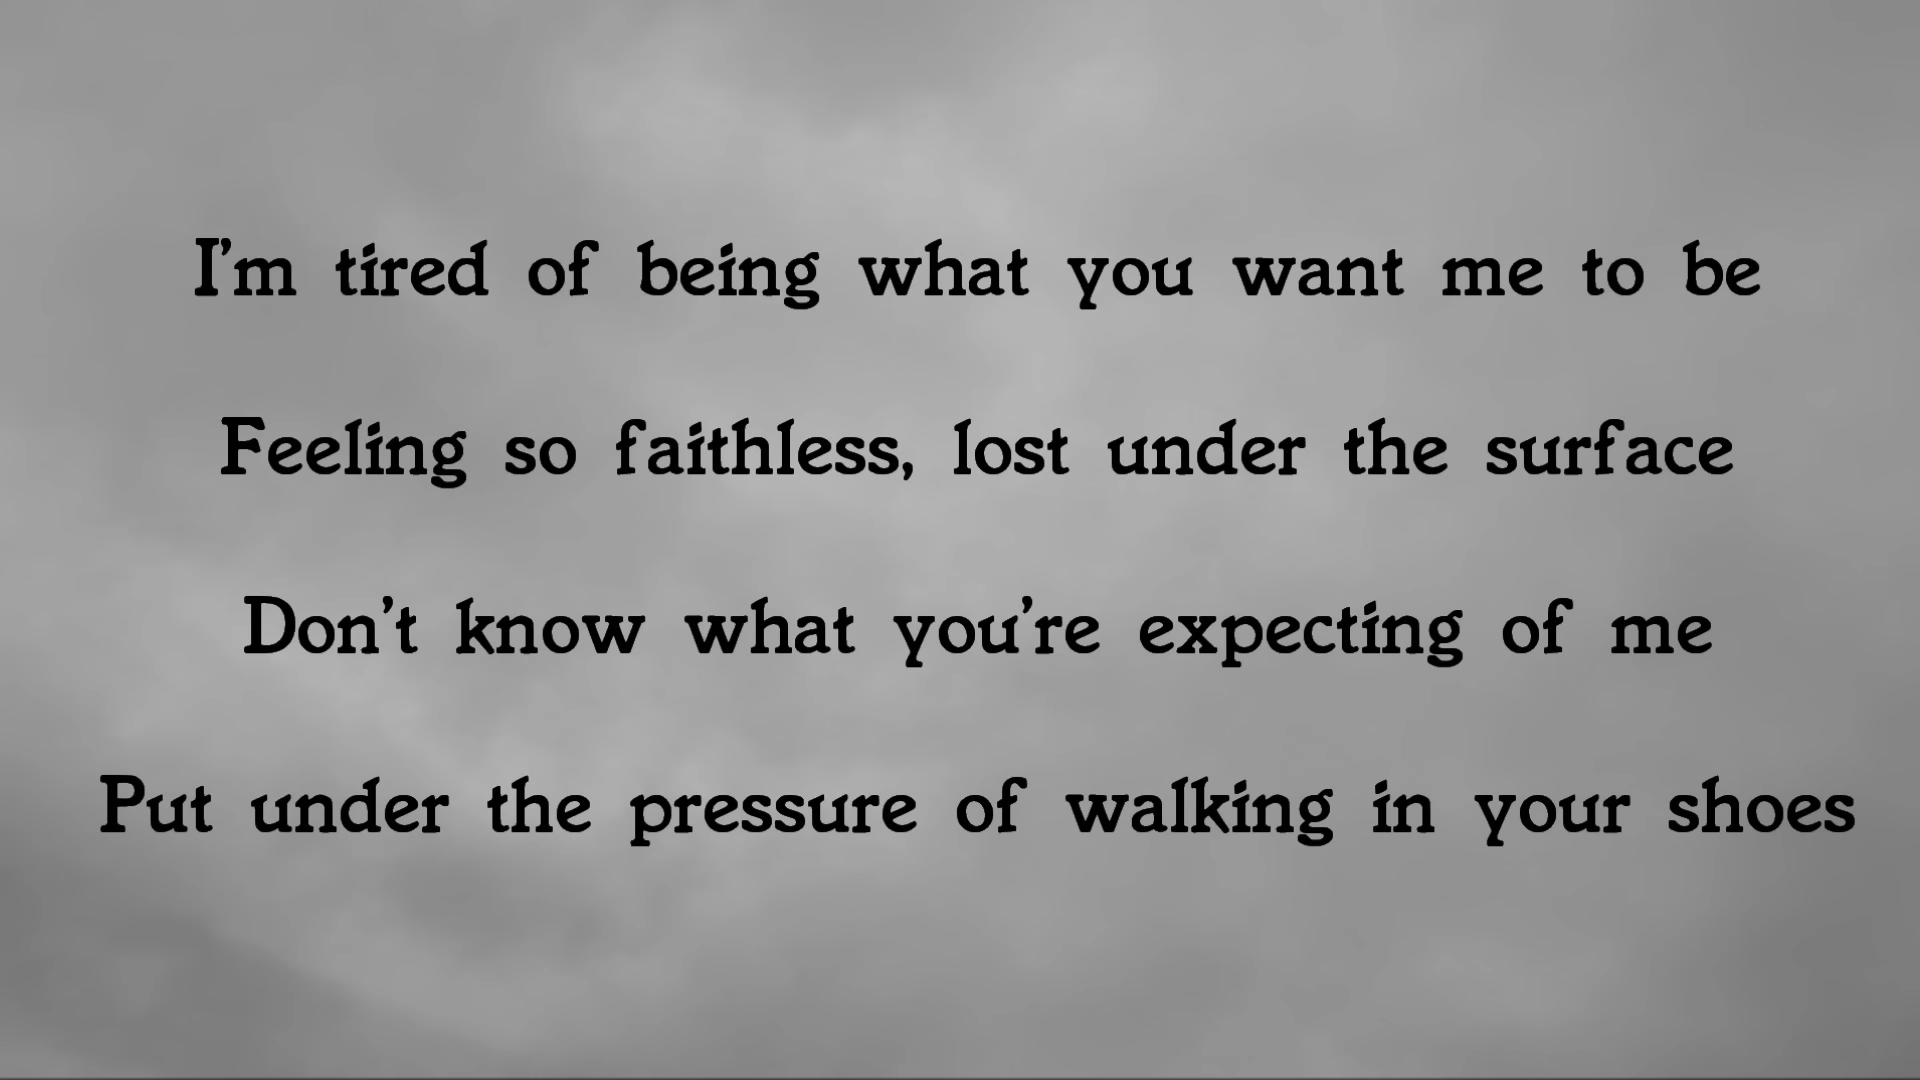 I'm tired of being what you want me to be
Feeling so faithless, lost under the surface
Don't know what you're expecting of me
Put under the pressure of walking in your shoes